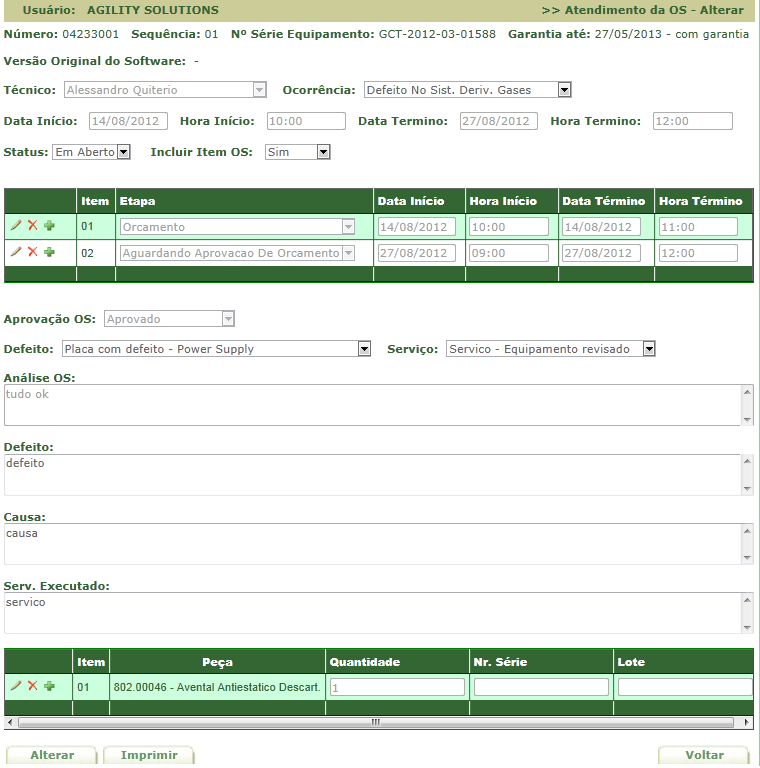 Usuário: AGILITY SOLUTIONS >> Atendimento da OS - Alterar
Número: 04233001 Sequência: 01 Nº Série Equipamento: GCT-2012-03-01588 Garantia até: 27/05/2013 - com garantia
Versão Original do Software: -
Técnico: Alessandro Quiterio Ocorrência: Defeito No Sist. Deriv. Gases
Data Início: 14/08/2012 Hora Início: 10:00 Data Termino: 27/08/2012 Hora Termino: 12:00
Status: Em Aberto Incluir Item OS: Sim
Item Etapa Data Início Hora Início Data Término Hora Término
01 Orcamento 14/08/2012 10:00 14/08/2012 11:00
02 Aguardando Aprovacao De Orcamento 27/08/2012 09:00 27/08/2012 12:00
Aprovação OS: Aprovado
Defeito: Placa com defeito - Power Supply Serviço: Servico - Equipamento revisado
Análise OS:
tudo ok
Defeito:
defeito
Causa:
causa
Serv. Executado:
servico
Item Peça Quantidade Nr. Série Lote
01 802.00046 - Avental Antiestatico Descart. 1
Alterar Imprimir Voltar